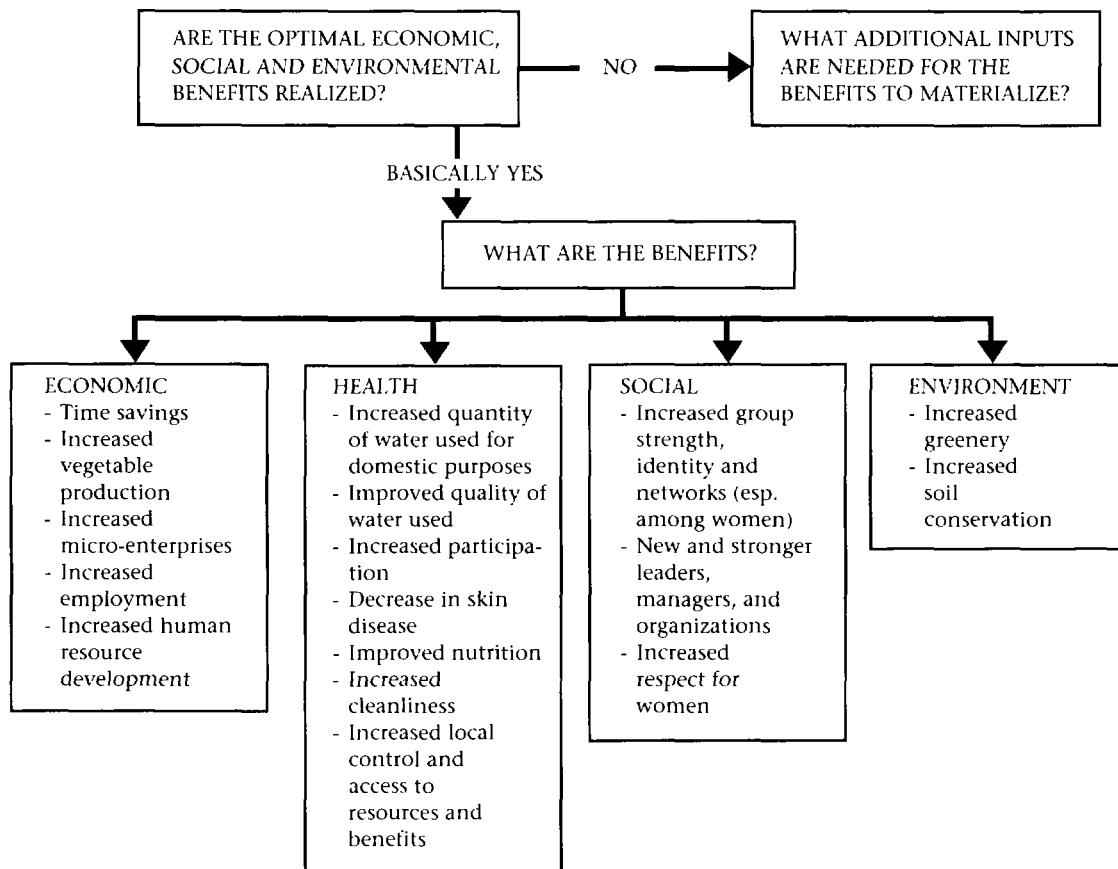 ARE THE OPTIMAL ECONOMIC,
SOCIAL AND ENVIRONMENTAL
BENEFITS REALIZED?
NO
WHAT ADDITIONAL INPUTS
ARE NEEDED FOR THE
BENEFITS TO MATERIALIZE?
BASICALLY YES
WHAT ARE THE BENEFITS?
ECONOMIC
- Time savings
- Increased
vegetable
production
- Increased
micro-enterprises
- Increased
employment
- Increased human
resource
development
HEALTH
- Increased quantity
of water used for
domestic purposes
- Improved quality of
water used
- Increased participa-
tion
- Decrease in skin
disease
- Improved nutrition
- Increased
cleanliness
- Increased local
control and
access to
resources and
benefits
SOCIAL
- Increased group
strength,
identity and
networks (esp.
among women)
- New and stronger
leaders,
managers, and
organizations
- Increased
respect for
women
ENVIRONMENT
- Increased
greenery
- Increased
soil
conservation